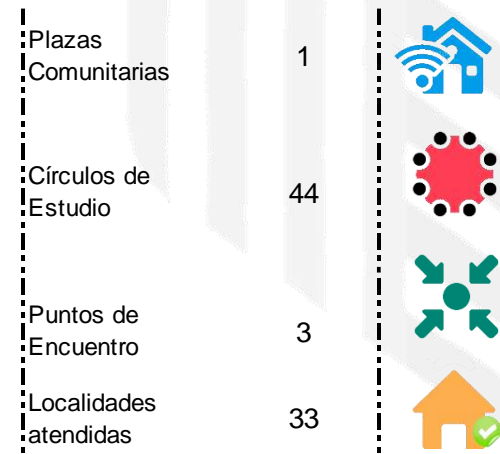 Plazas
Comunitarias
1
Círculos de
Estudio
44
Puntos de
Encuentro
3
Localidades
atendidas
33